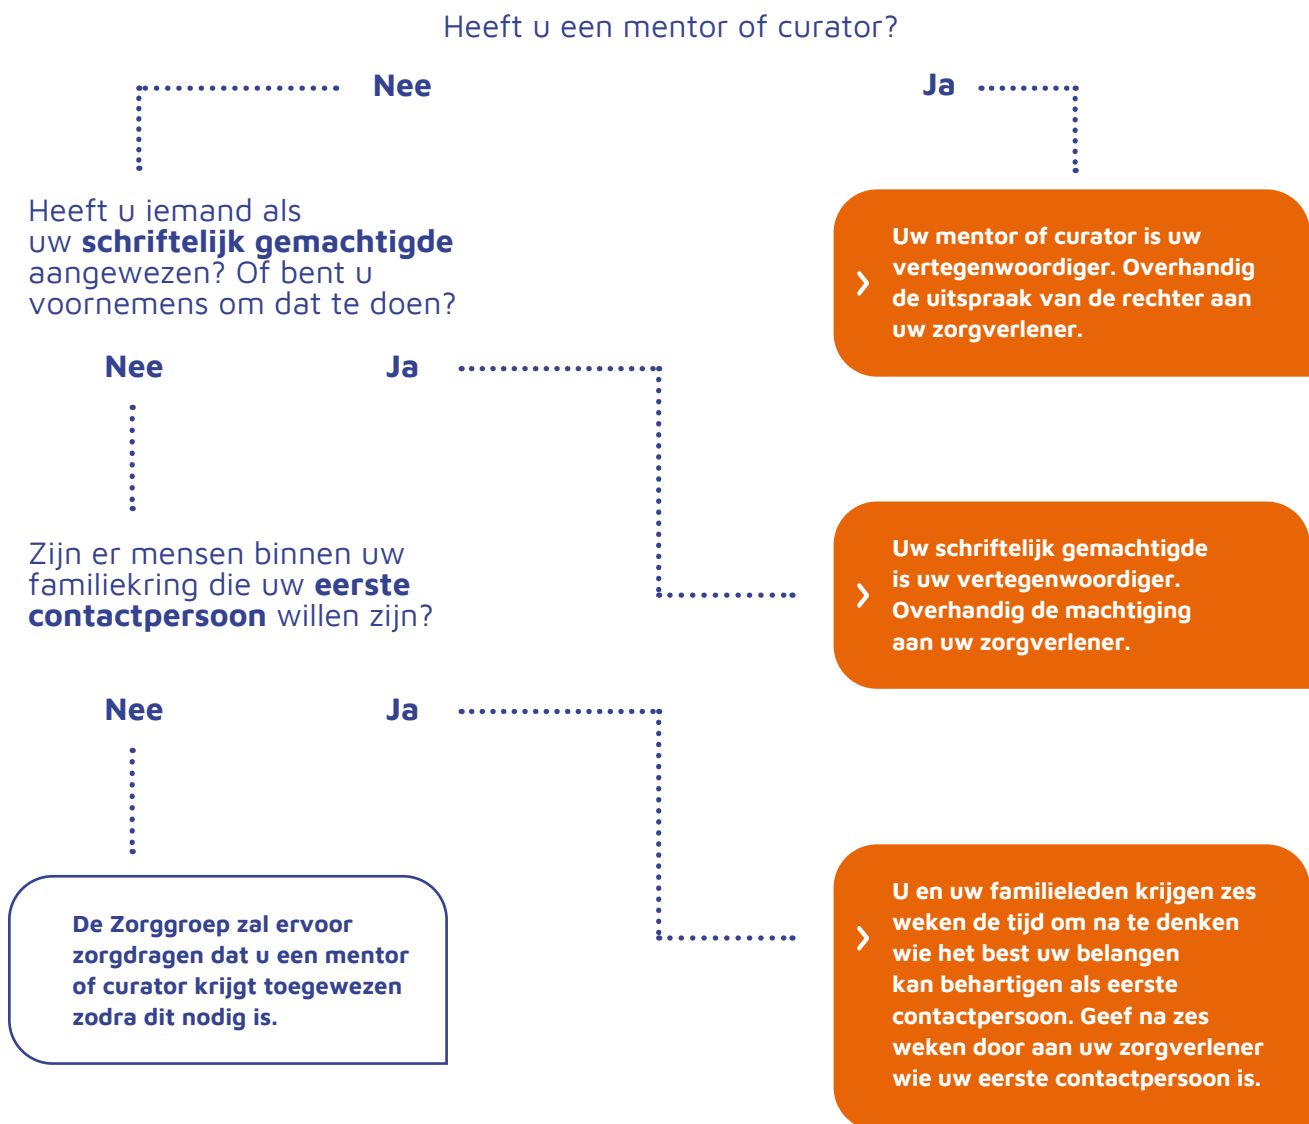 Heeft u een mentor of curator?
Nee
Ja
Heeft u iemand als
uw schriftelijk gemachtigde
aangewezen? Of bent u
voornemens om dat te doen?
Uw mentor of curator is uw
vertegenwoordiger. Overhandig
de uitspraak van de rechter aan
uw zorgverlener.
Nee
Ja
Uw schriftelijk gemachtigde
is uw vertegenwoordiger.
Overhandig de machtiging
aan uw zorgverlener.
Zijn er mensen binnen uw
familiekring die uw eerste
contactpersoon willen zijn?
Nee
Ja
De Zorggroep zal ervoor
zorgdragen dat u een mentor
of curator krijgt toegewezen
zodra dit nodig is.
U en uw familieleden krijgen zes
weken de tijd om na te denken
wie het best uw belangen
kan behartigen als eerste
contactpersoon. Geef na zes
weken door aan uw zorgverlener
wie uw eerste contactpersoon is.